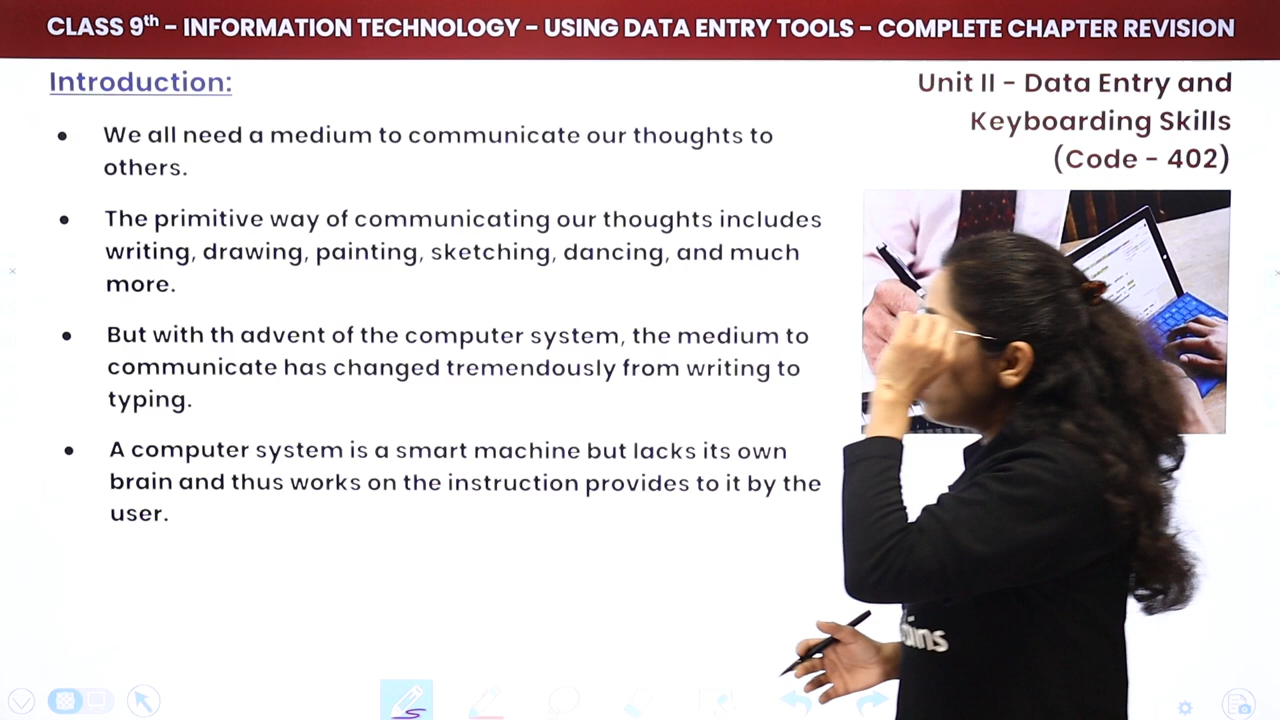 CLASS 9th – INFORMATION TECHNOLOGY – USING DATA ENTRY TOOLS – COMPLETE CHAPTER REVISION
Introduction:
Unit II – Data Entry and
Keyboarding Skills
(Code – 402)
• We all need a medium to communicate our thoughts to
others.
• The primitive way of communicating our thoughts includes
writing, drawing, painting, sketching, dancing, and much
more.
• But with th advent of the computer system, the medium to
communicate has changed tremendously from writing to
typing.
• A computer system is a smart machine but lacks its own
brain and thus works on the instruction provides to it by the
user.